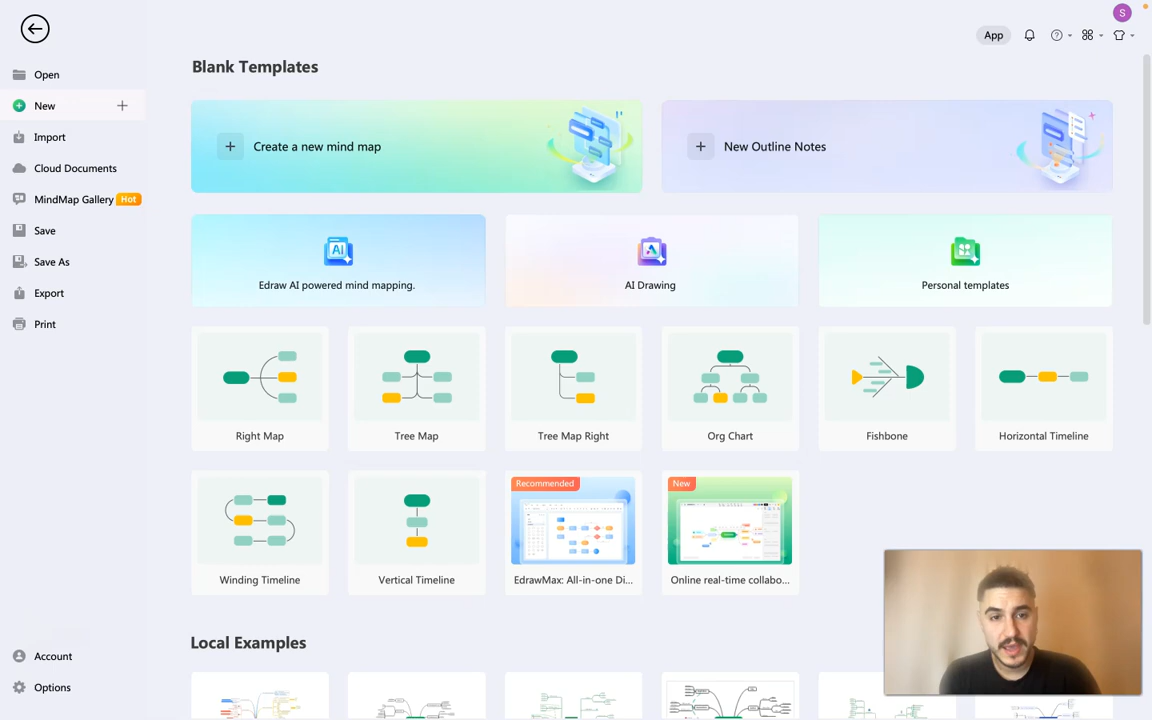 S
App
Open
New
Import
Cloud Documents
MindMap Gallery Hot
Save
Save As
Export
Print
Account
Options
Blank Templates
Create a new mind map
New Outline Notes
AI
Edraw AI powered mind mapping.
AI Drawing
Personal templates
Right Map
Tree Map
Tree Map Right
Org Chart
Fishbone
Horizontal Timeline
Winding Timeline
Vertical Timeline
Recommended
EdrawMax: All-in-one Di...
New
Online real-time collabo...
Local Examples